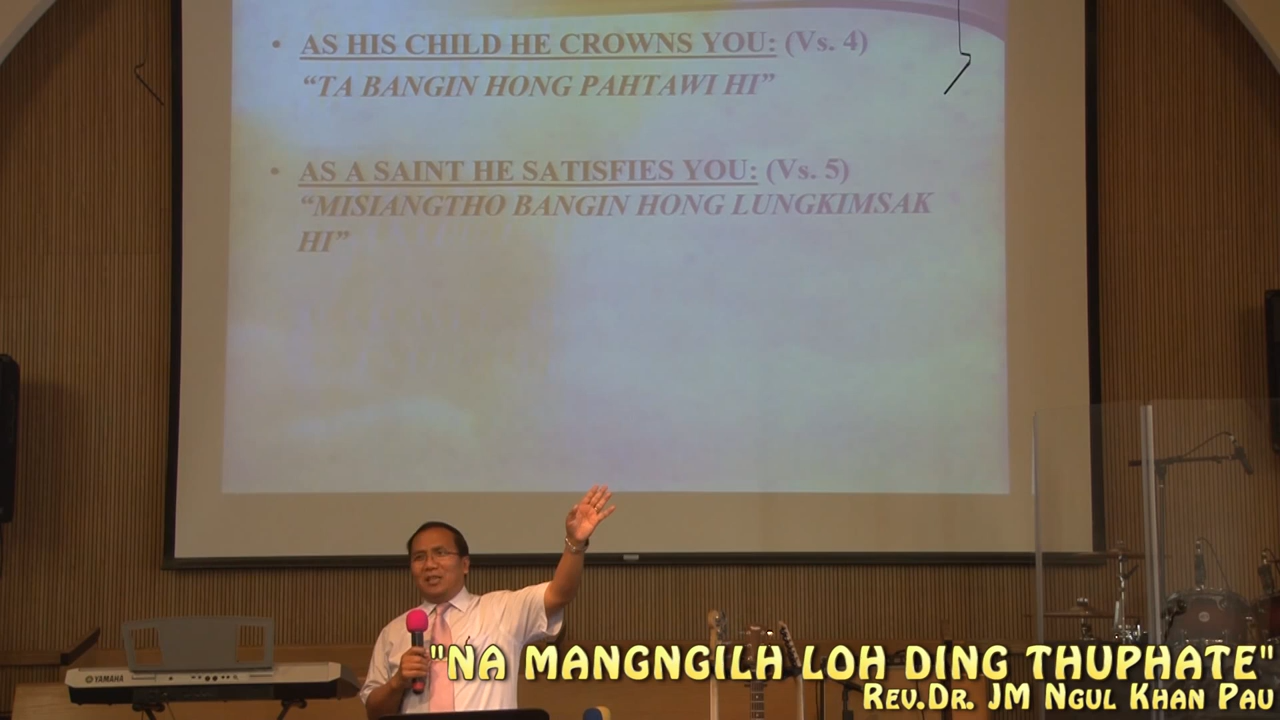 • AS HIS CHILD HE CROWNS YOU: (Vs. 4)
“TA BANGIN HONG PAHTAWI HI”
• AS A SAINT HE SATISFIES YOU: (Vs. 5)
“MISIANGTHO BANGIN HONG LUNGKIMSAK
HI”
YAMAHA
"NA MANGNGILH LOH DING THUPHATE"
REV.DR. JM NGUL KHAN PAU